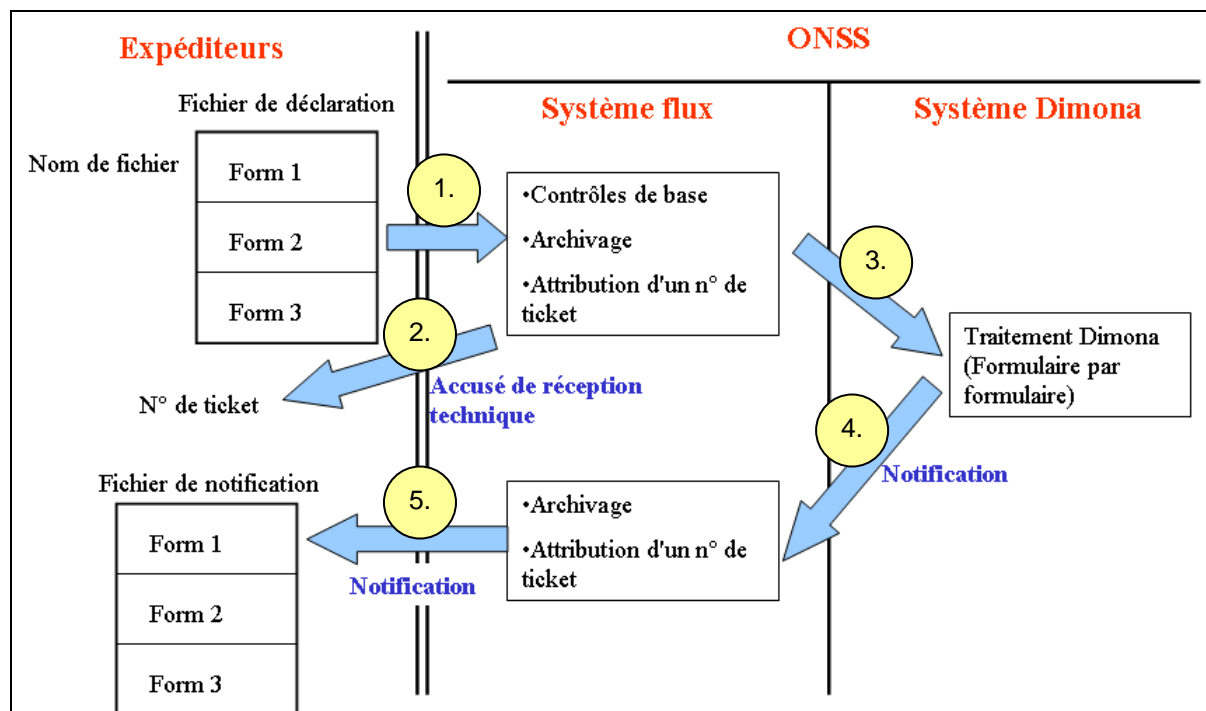 Expéditeurs
ONSS
Système flux
Système Dimona
Fichier de déclaration
Nom de fichier
Form 1
Form 2
Form 3
1.
•Contrôles de base
•Archivage
•Attribution d'un n° de
ticket
3.
2.
Accusé de réception
technique
N° de ticket
Traitement Dimona
(Formulaire par
formulaire)
4.
Notification
Fichier de notification
Form 1
Form 2
Form 3
5.
Notification
•Archivage
•Attribution d'un n° de
ticket